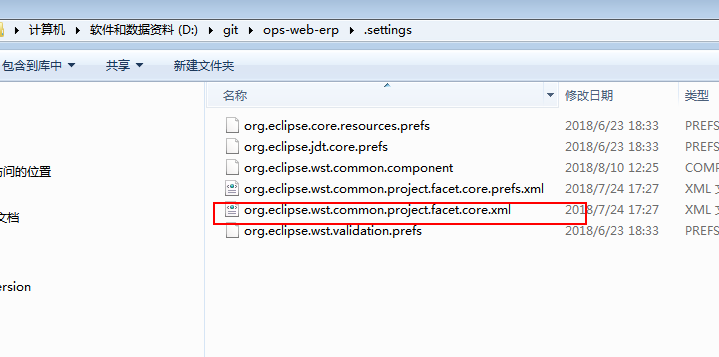 计算机 ▸ 软件和数据资料 (D:) ▸ git ▸ ops-web-erp ▸ .settings
包含到库中 共享 新建文件夹
名称 修改日期 类型
org.eclipse.core.resources.prefs 2018/6/23 18:33 PREFS
org.eclipse.jdt.core.prefs 2018/6/23 18:33 PREFS
org.eclipse.wst.common.component 2018/8/10 12:25 COMP
org.eclipse.wst.common.project.facet.core.prefs.xml 2018/7/24 17:27 XML 文
org.eclipse.wst.common.project.facet.core.xml 2018/7/24 17:27 XML 文
org.eclipse.wst.validation.prefs 2018/6/23 18:33 PREFS
问的位置
文档
ersion